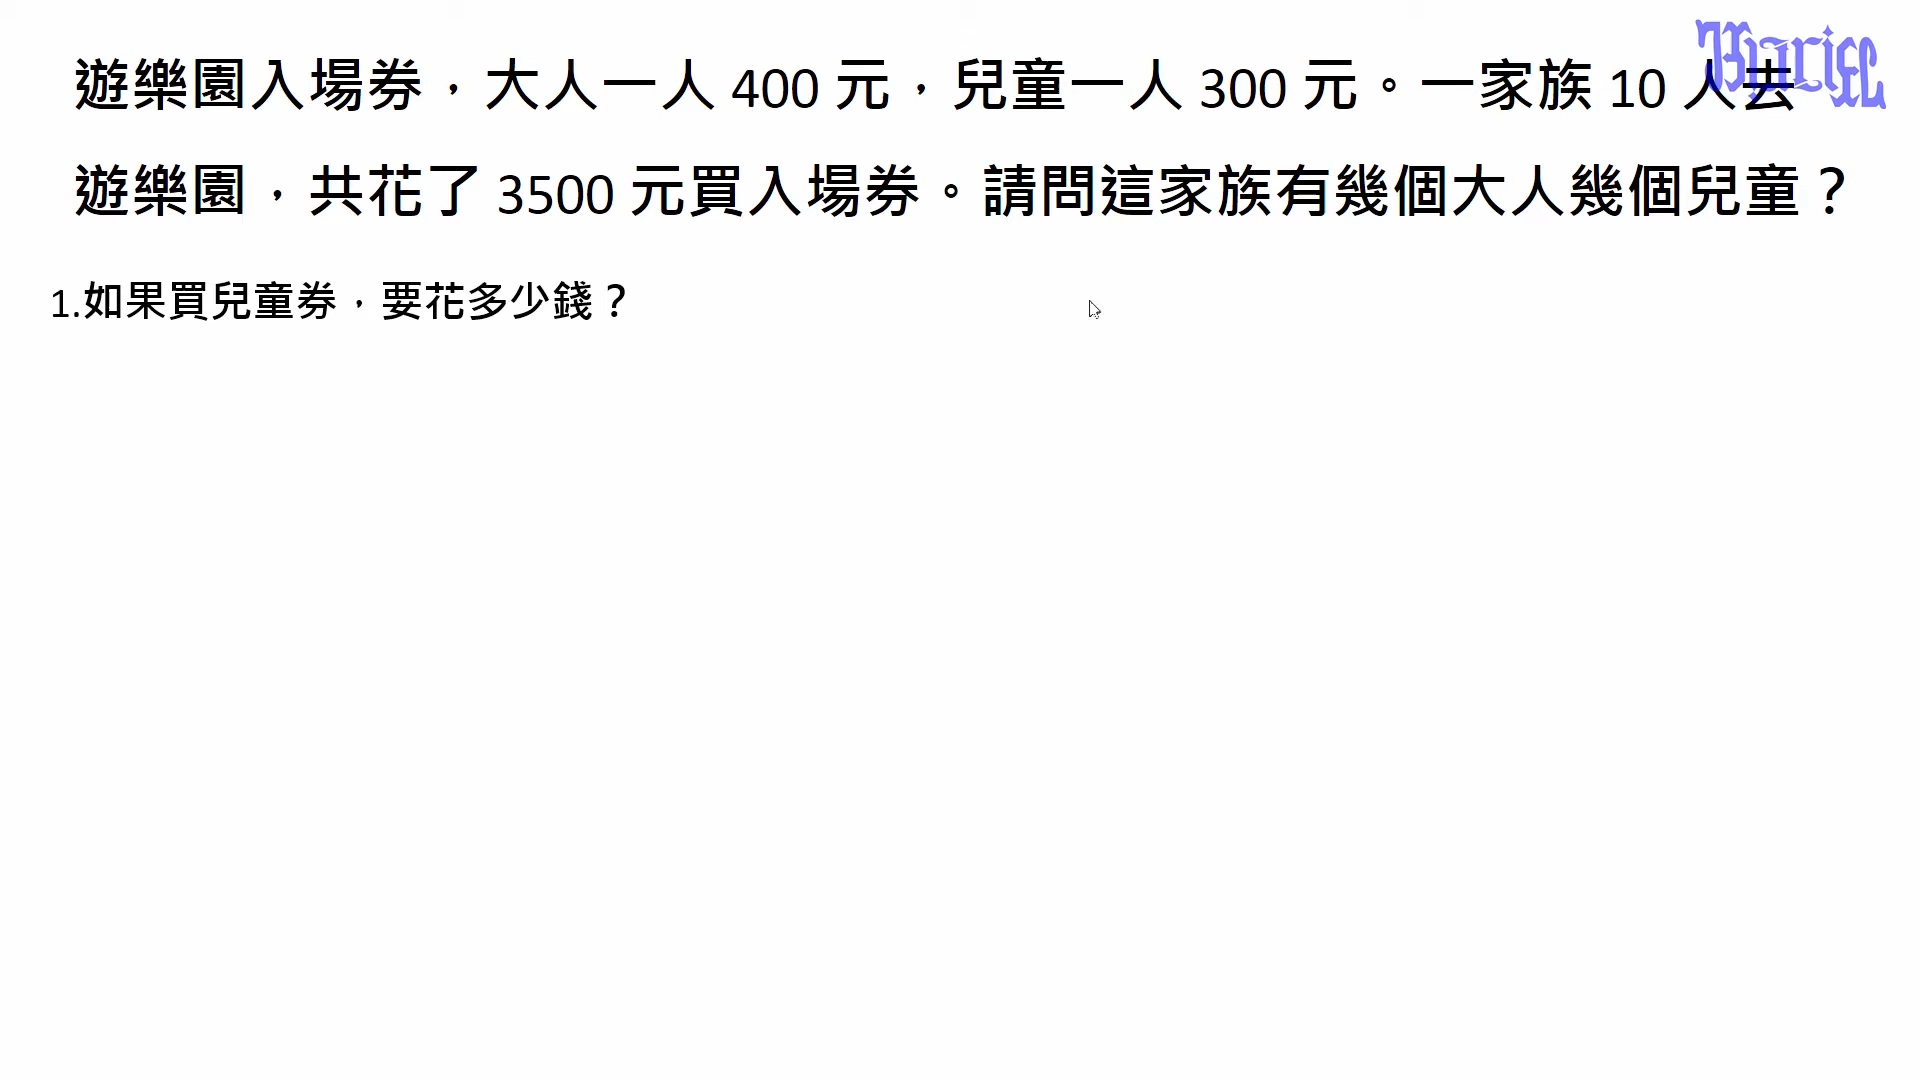 遊樂園入場券，大人一人 400 元，兒童一人 300 元。一家族 10 人去
遊樂園，共花了 3500 元買入場券。請問這家族有幾個大人幾個兒童？
1.如果買兒童券，要花多少錢？